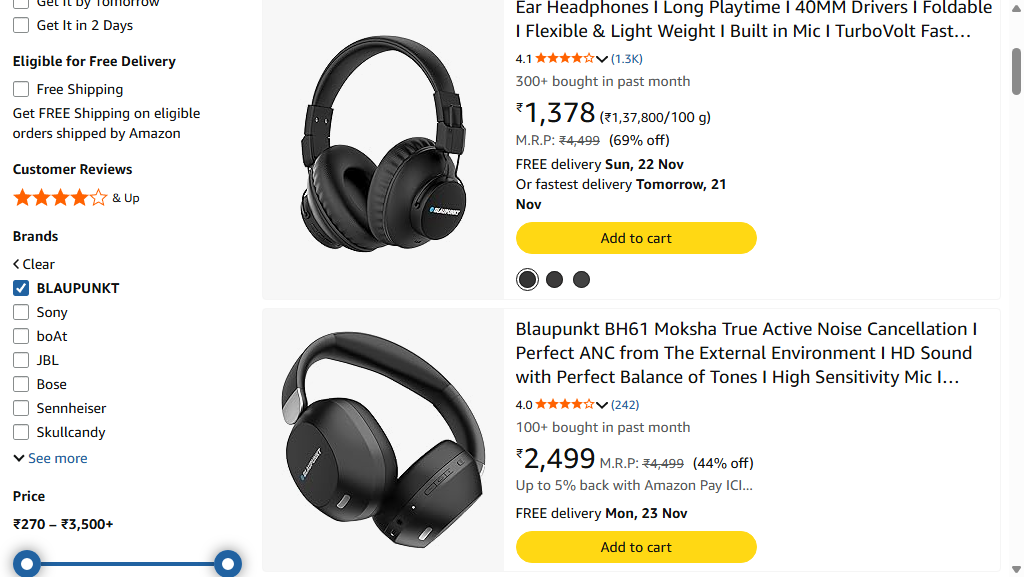 Get It by Tomorrow
Get It in 2 Days
Eligible for Free Delivery
Free Shipping
Get FREE Shipping on eligible
orders shipped by Amazon
Customer Reviews
& Up
Brands
Clear
BLAUPUNKT
Sony
boAt
JBL
Bose
Sennheiser
Skullcandy
See more
Price
₹270 – ₹3,500+
BLAUPUNKT
Ear Headphones I Long Playtime I 40MM Drivers I Foldable
I Flexible & Light Weight I Built in Mic I TurboVolt Fast…
4.1 (1.3K)
300+ bought in past month
₹1,378 (₹1,37,800/100 g)
M.R.P: ₹4,499 (69% off)
FREE delivery Sun, 22 Nov
Or fastest delivery Tomorrow, 21
Nov
Add to cart
BLAUPUNKT
Blaupunkt BH61 Moksha True Active Noise Cancellation I
Perfect ANC from The External Environment I HD Sound
with Perfect Balance of Tones I High Sensitivity Mic I…
4.0 (242)
100+ bought in past month
₹2,499 M.R.P: ₹4,499 (44% off)
Up to 5% back with Amazon Pay ICI…
FREE delivery Mon, 23 Nov
Add to cart